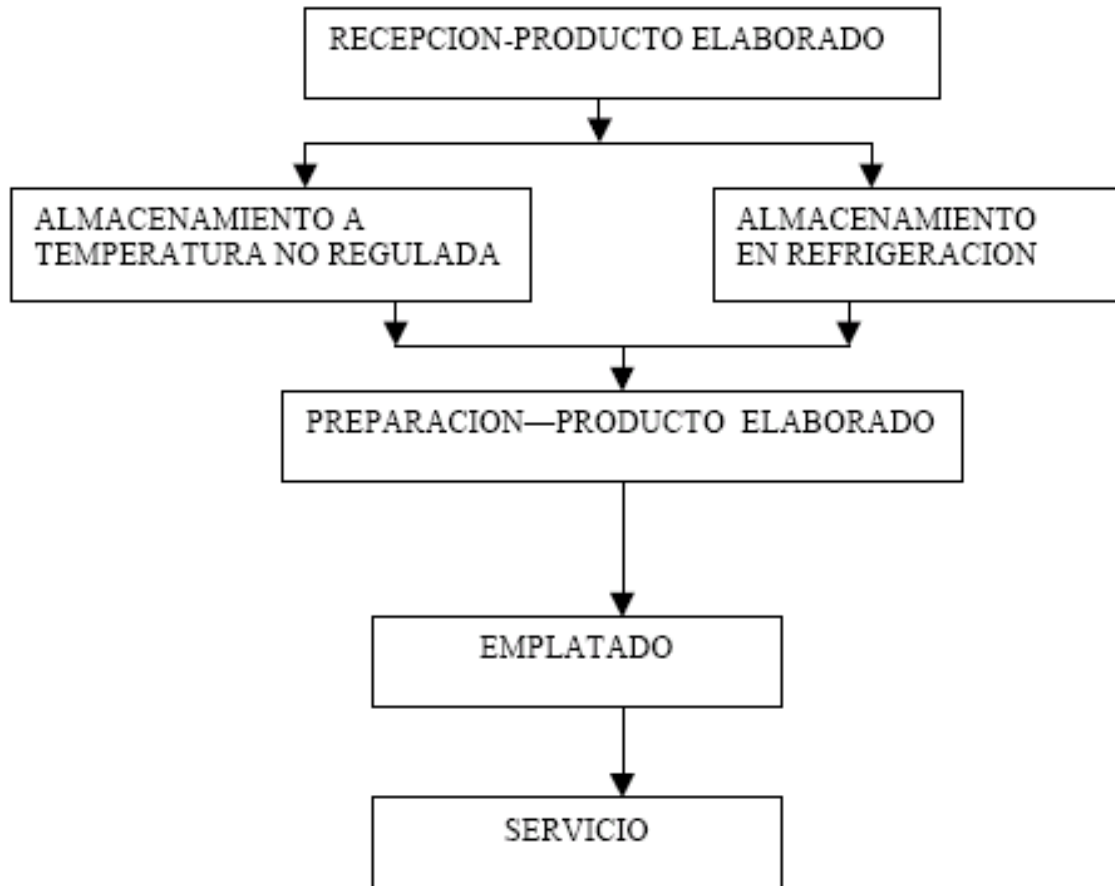 RECEPCION-PRODUCTO ELABORADO
ALMACENAMIENTO A
TEMPERATURA NO REGULADA
ALMACENAMIENTO
EN REFRIGERACION
PREPARACION—PRODUCTO ELABORADO
EMPLATADO
SERVICIO